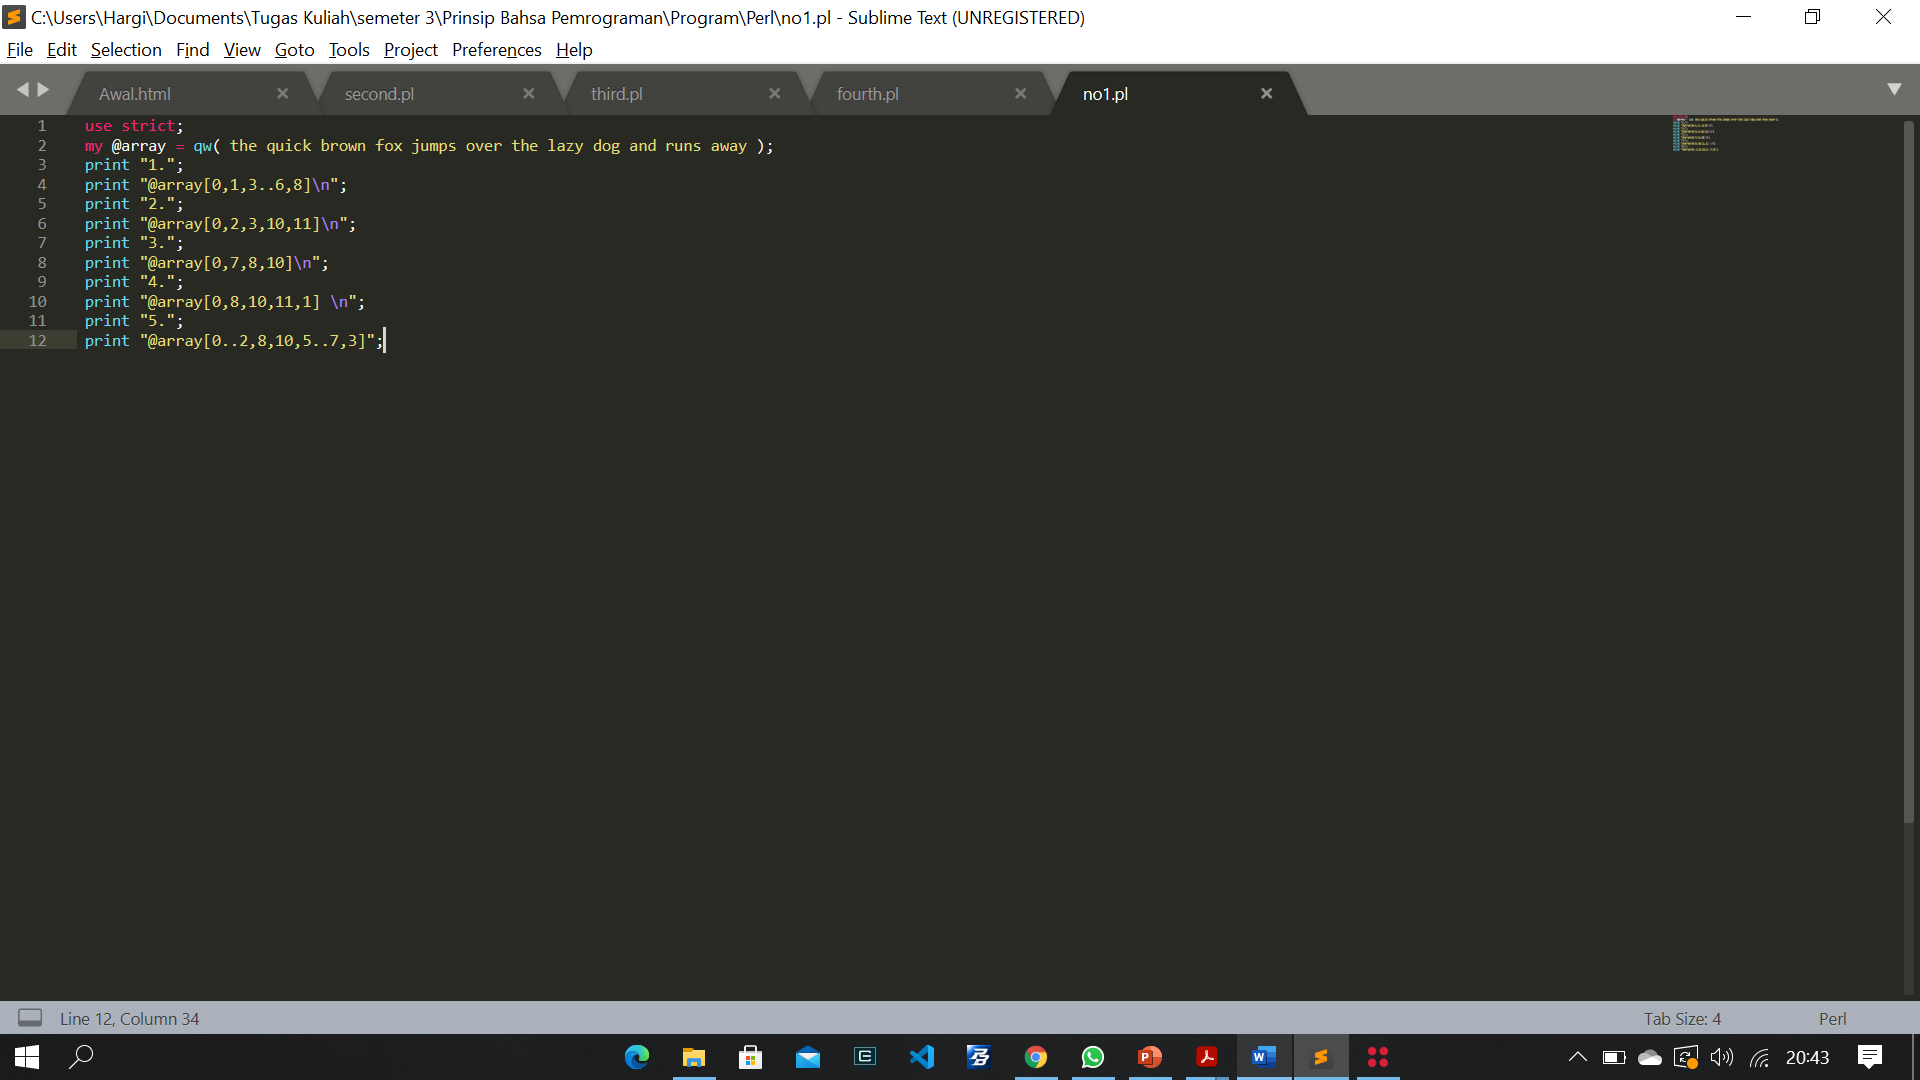 C:\Users\Hargi\Documents\Tugas Kuliah\semeter 3\Prinsip Bahsa Pemrograman\Program\Perl\no1.pl - Sublime Text (UNREGISTERED)
File Edit Selection Find View Goto Tools Project Preferences Help
Awal.html second.pl third.pl fourth.pl no1.pl
1 use strict;
2 my @array = qw( the quick brown fox jumps over the lazy dog and runs away );
3 print "1.";
4 print "@array[0,1,3..6,8]\n";
5 print "2.";
6 print "@array[0,2,3,10,11]\n";
7 print "3.";
8 print "@array[0,7,8,10]\n";
9 print "4.";
10 print "@array[0,8,10,11,1] \n";
11 print "5.";
12 print "@array[0..2,8,10,5..7,3]";
Line 12, Column 34 Tab Size: 4 Perl
20:43